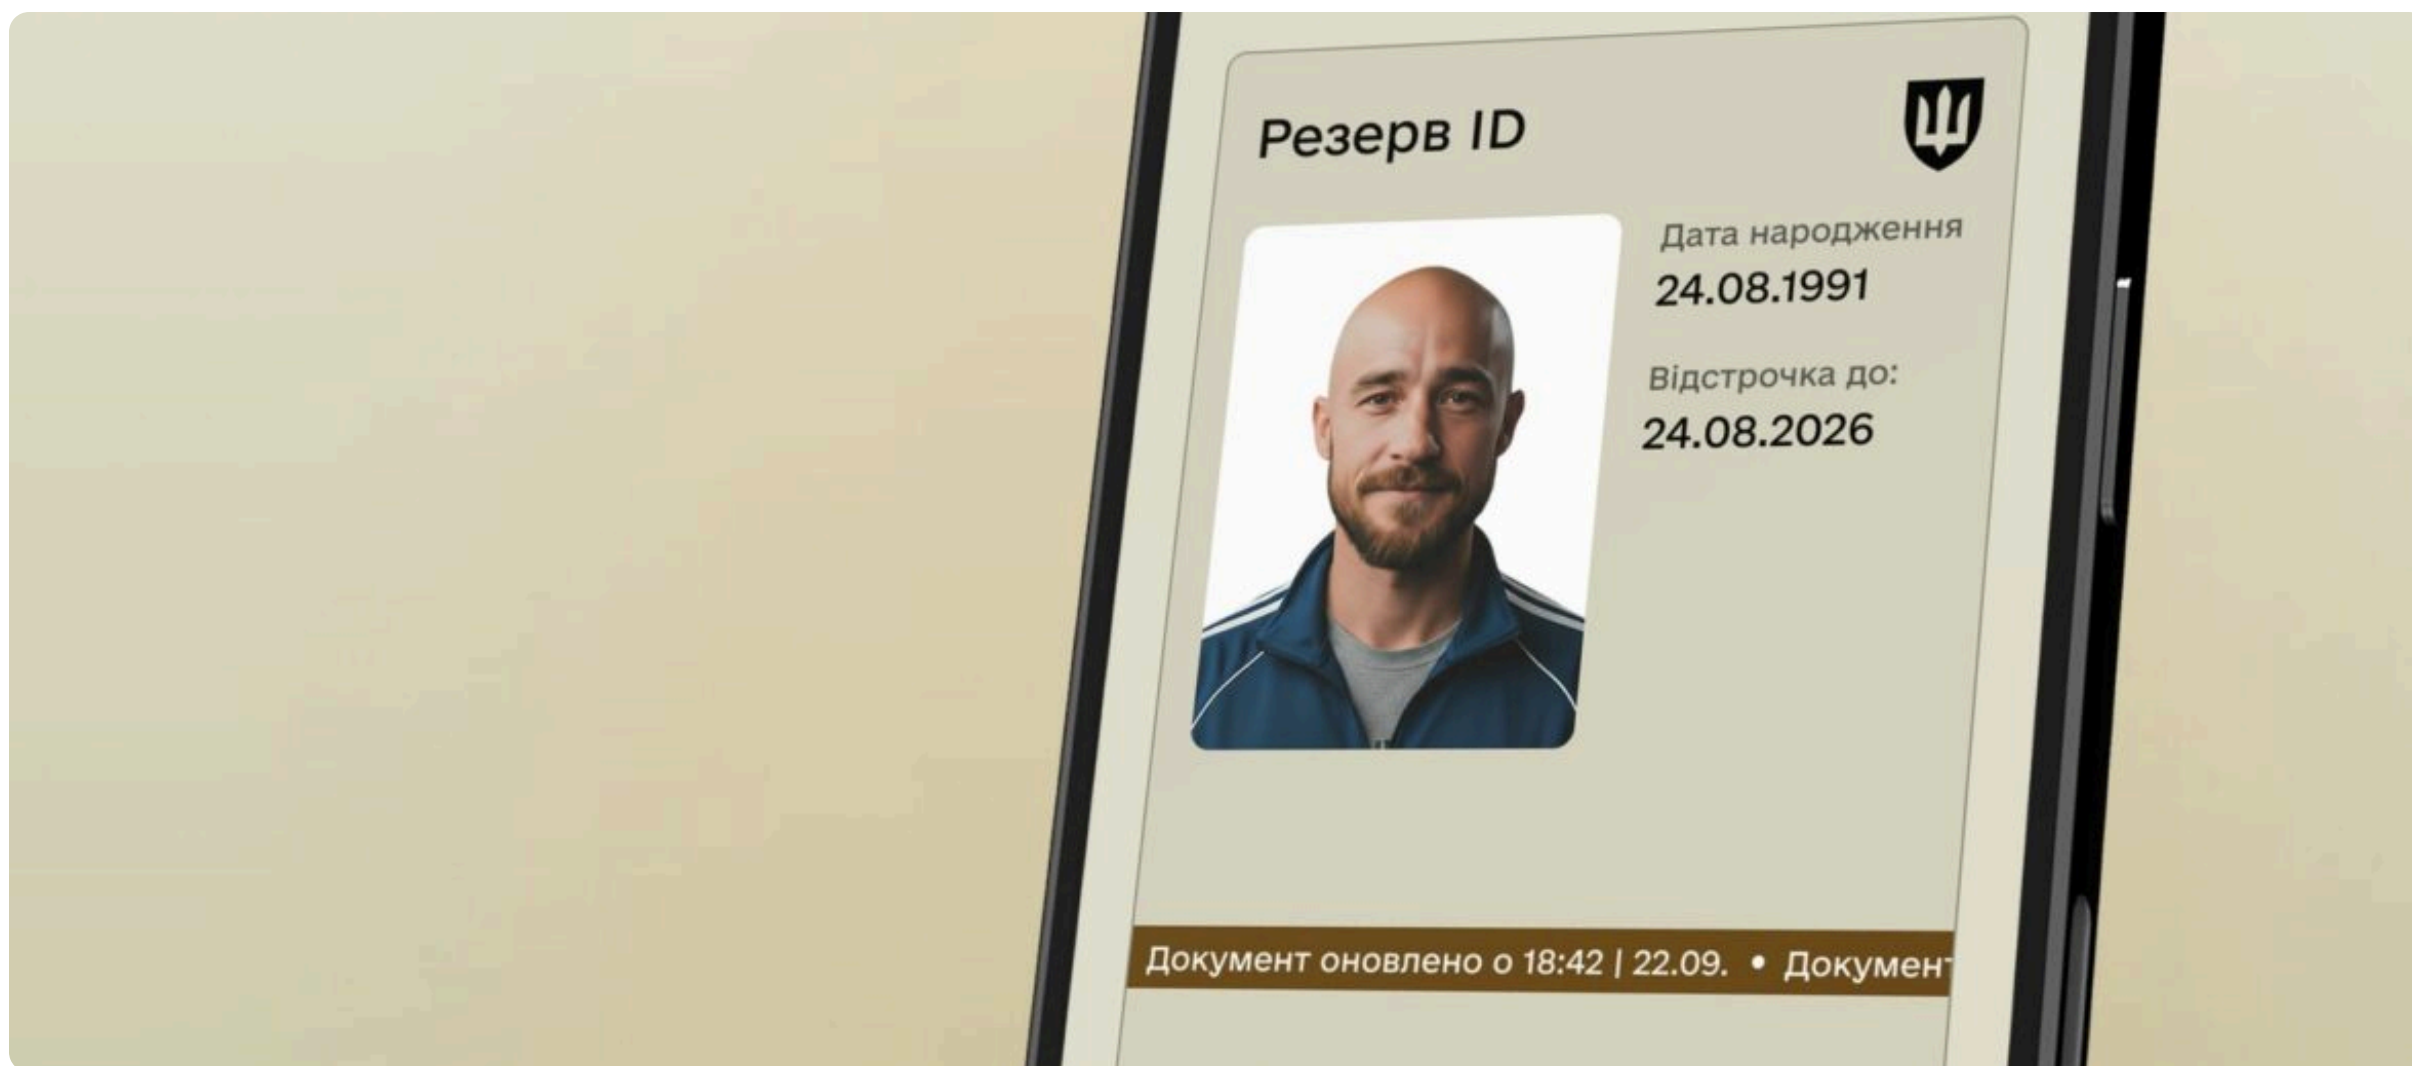 Резерв ID
Дата народження
24.08.1991
Відстрочка до:
24.08.2026
Документ оновлено о 18:42 | 22.09. • Документ